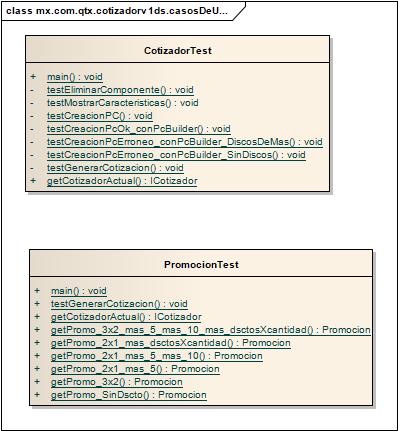 class mx.com.qtx.cotizadorv1ds.casosDeU...
CotizadorTest
+ main() : void
- testEliminarComponente() : void
- testMostrarCaracteristicas() : void
- testCreacionPC() : void
- testCreacionPcOk_conPcBuilder() : void
- testCreacionPcErroneo_conPcBuilder_DiscosDeMas() : void
- testCreacionPcErroneo_conPcBuilder_SinDiscos() : void
- testGenerarCotizacion() : void
+ getCotizadorActual() : ICotizador
PromocionTest
+ main() : void
+ testGenerarCotizacion() : void
+ getCotizadorActual() : ICotizador
+ getPromo_3x2_mas_5_mas_10_mas_dsctosXcantidad() : Promocion
+ getPromo_2x1_mas_dsctosXcantidad() : Promocion
+ getPromo_2x1_mas_5_mas_10() : Promocion
+ getPromo_2x1_mas_5() : Promocion
+ getPromo_3x2() : Promocion
+ getPromo_SinDscto() : Promocion